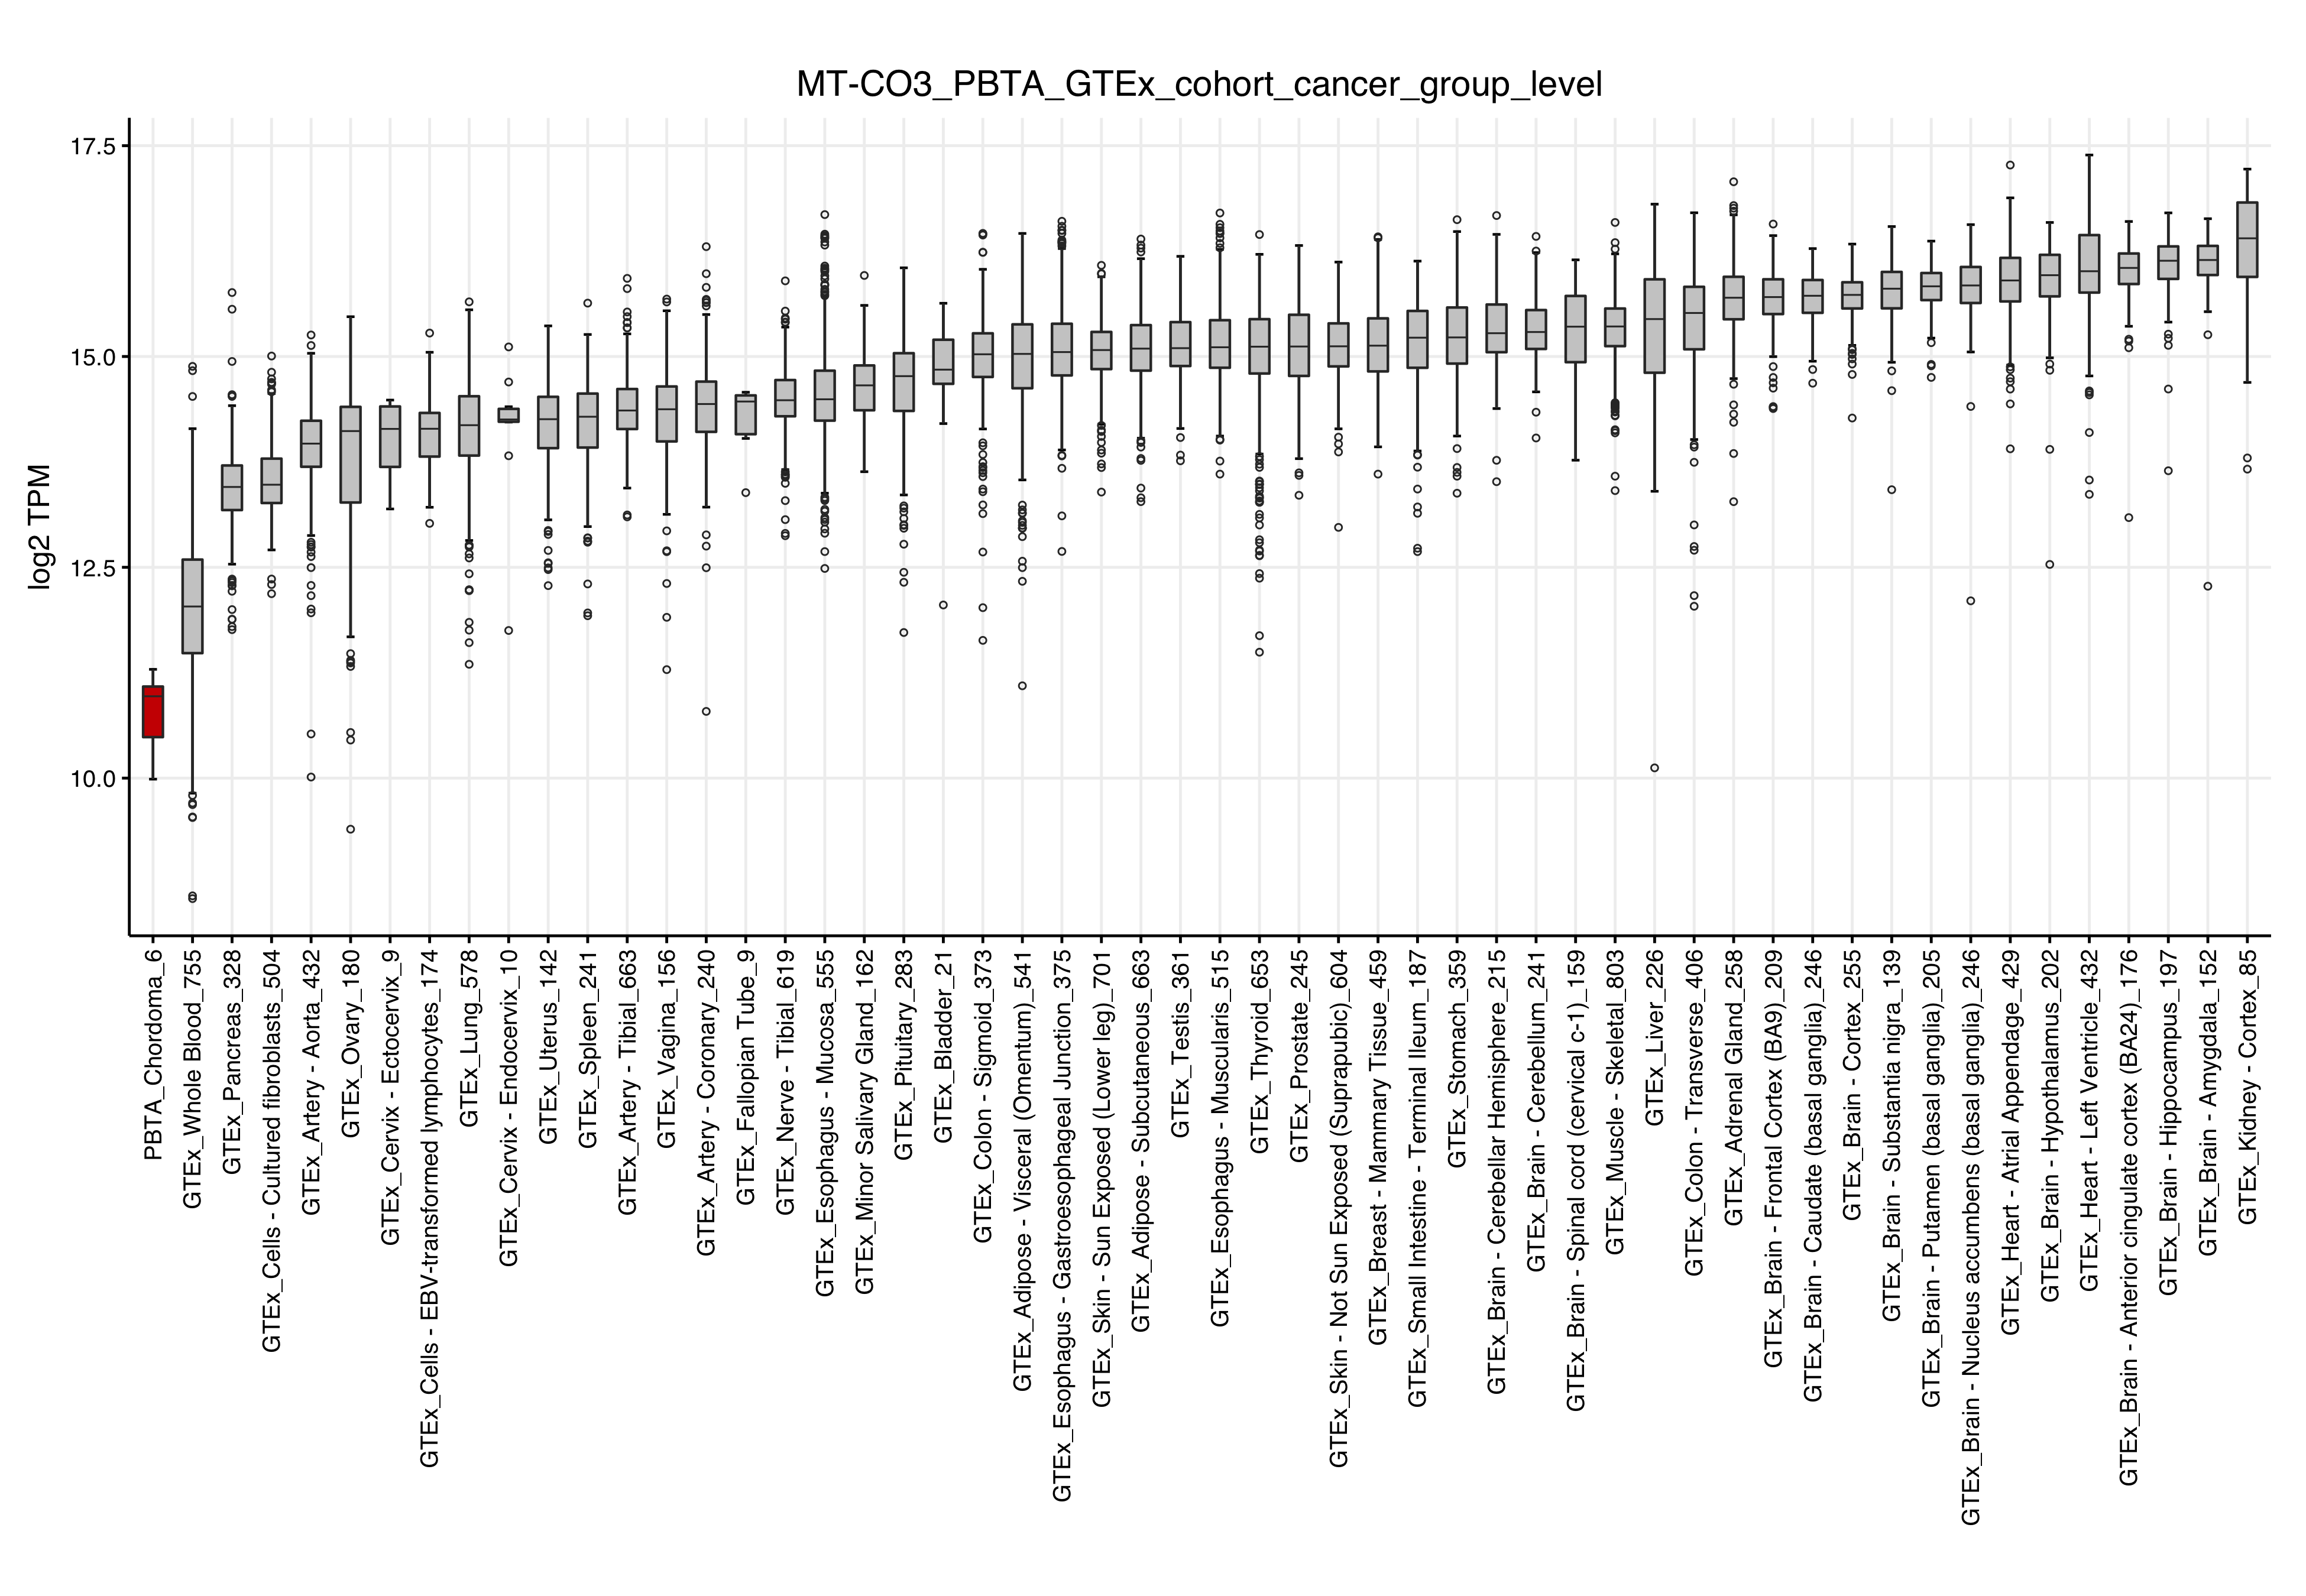 MT-CO3_PBTA_GTEx_cohort_cancer_group_level
log2 TPM
17.5
15.0
12.5
10.0
PBTA_Chordoma_6
GTEx_Whole Blood_755
GTEx_Pancreas_328
GTEx_Cells - Cultured fibroblasts_504
GTEx_Artery - Aorta_432
GTEx_Ovary_180
GTEx_Cervix - Ectocervix_9
GTEx_Cells - EBV-transformed lymphocytes_174
GTEx_Lung_578
GTEx_Cervix - Endocervix_10
GTEx_Uterus_142
GTEx_Spleen_241
GTEx_Artery - Tibial_663
GTEx_Vagina_156
GTEx_Artery - Coronary_240
GTEx_Fallopian Tube_9
GTEx_Nerve - Tibial_619
GTEx_Esophagus - Mucosa_555
GTEx_Minor Salivary Gland_162
GTEx_Pituitary_283
GTEx_Bladder_21
GTEx_Colon - Sigmoid_373
GTEx_Adipose - Visceral (Omentum)_541
GTEx_Esophagus - Gastroesophageal Junction_375
GTEx_Skin - Sun Exposed (Lower leg)_701
GTEx_Adipose - Subcutaneous_663
GTEx_Testis_361
GTEx_Esophagus - Muscularis_515
GTEx_Thyroid_653
GTEx_Prostate_245
GTEx_Skin - Not Sun Exposed (Suprapubic)_604
GTEx_Breast - Mammary Tissue_459
GTEx_Small Intestine - Terminal Ileum_187
GTEx_Stomach_359
GTEx_Brain - Cerebellar Hemisphere_215
GTEx_Brain - Cerebellum_241
GTEx_Brain - Spinal cord (cervical c-1)_159
GTEx_Muscle - Skeletal_803
GTEx_Liver_226
GTEx_Colon - Transverse_406
GTEx_Adrenal Gland_258
GTEx_Brain - Frontal Cortex (BA9)_209
GTEx_Brain - Caudate (basal ganglia)_246
GTEx_Brain - Cortex_255
GTEx_Brain - Substantia nigra_139
GTEx_Brain - Putamen (basal ganglia)_205
GTEx_Brain - Nucleus accumbens (basal ganglia)_246
GTEx_Heart - Atrial Appendage_429
GTEx_Brain - Hypothalamus_202
GTEx_Heart - Left Ventricle_432
GTEx_Brain - Anterior cingulate cortex (BA24)_176
GTEx_Brain - Hippocampus_197
GTEx_Brain - Amygdala_152
GTEx_Kidney - Cortex_85